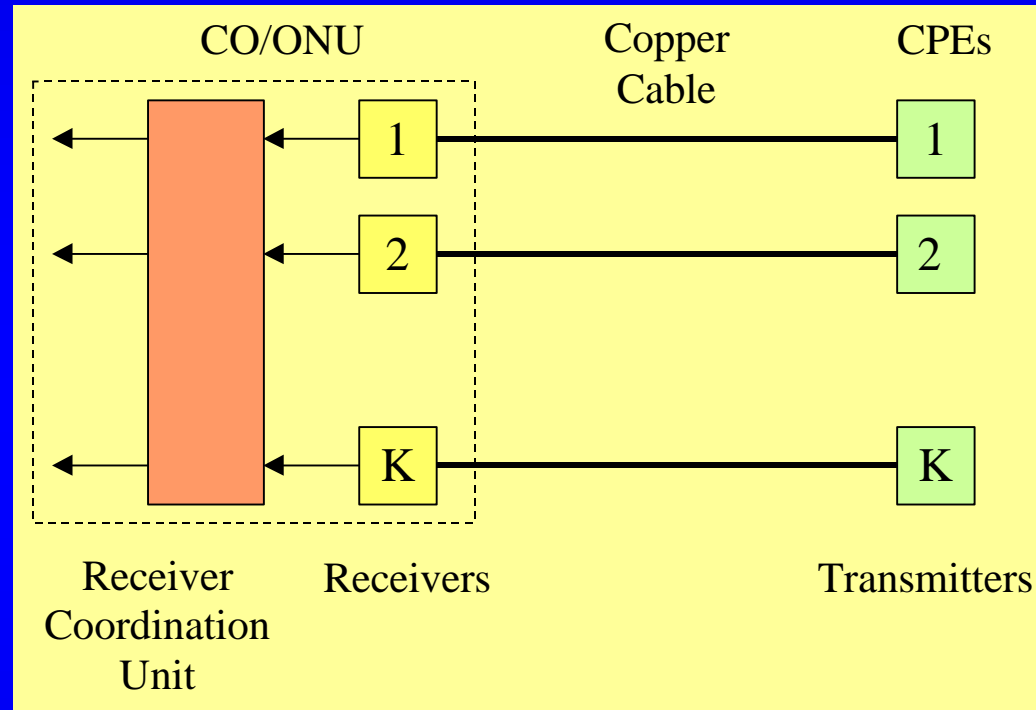 CO/ONU
Copper
Cable
CPEs
1
1
2
2
K
K
Receiver
Coordination
Unit
Receivers
Transmitters